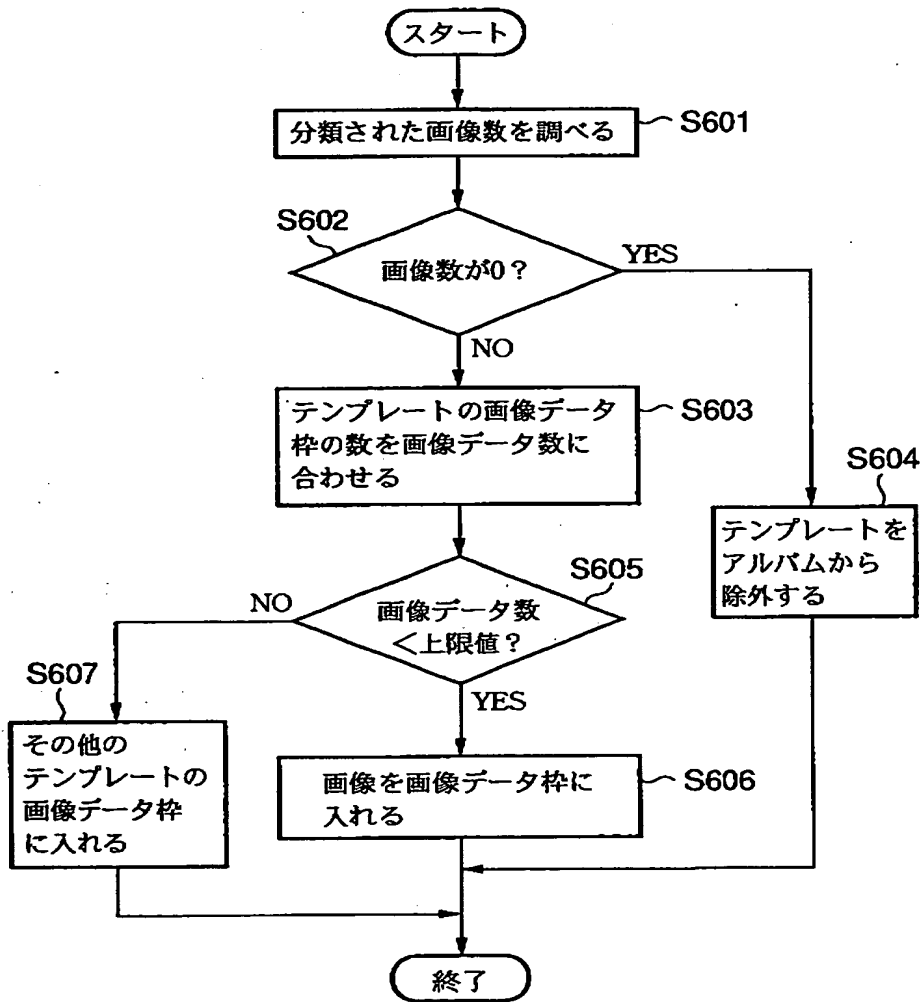 スタート
分類された画像数を調べる
S601
S602
画像数が0？
YES
NO
テンプレートの画像データ
枠の数を画像データ数に
合わせる
S603
S604
テンプレートを
アルバムから
除外する
S605
画像データ数
＜上限値？
NO
YES
S607
その他の
テンプレートの
画像データ枠
に入れる
画像を画像データ枠に
入れる
S606
終了